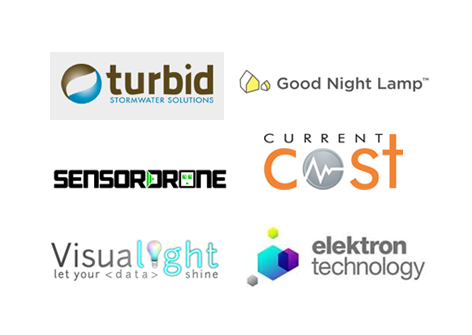 turbid
STORMWATER SOLUTIONS
Good Night Lamp™
SENSORDRONE
CURRENT
cost
Visualight
let your <data> shine
elektron
technology